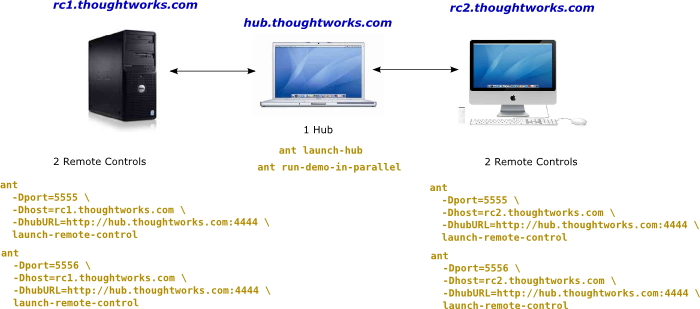 rc1.thoughtworks.com
hub.thoughtworks.com
rc2.thoughtworks.com
1 Hub
ant launch-hub
ant run-demo-in-parallel
2 Remote Controls
ant
-Dport=5555 \
-Dhost=rc1.thoughtworks.com \
-DhubURL=http://hub.thoughtworks.com:4444 \
launch-remote-control
ant
-Dport=5556 \
-Dhost=rc1.thoughtworks.com \
-DhubURL=http://hub.thoughtworks.com:4444 \
launch-remote-control
2 Remote Controls
ant
-Dport=5555 \
-Dhost=rc2.thoughtworks.com \
-DhubURL=http://hub.thoughtworks.com:4444 \
launch-remote-control
ant
-Dport=5556 \
-Dhost=rc2.thoughtworks.com \
-DhubURL=http://hub.thoughtworks.com:4444 \
launch-remote-control